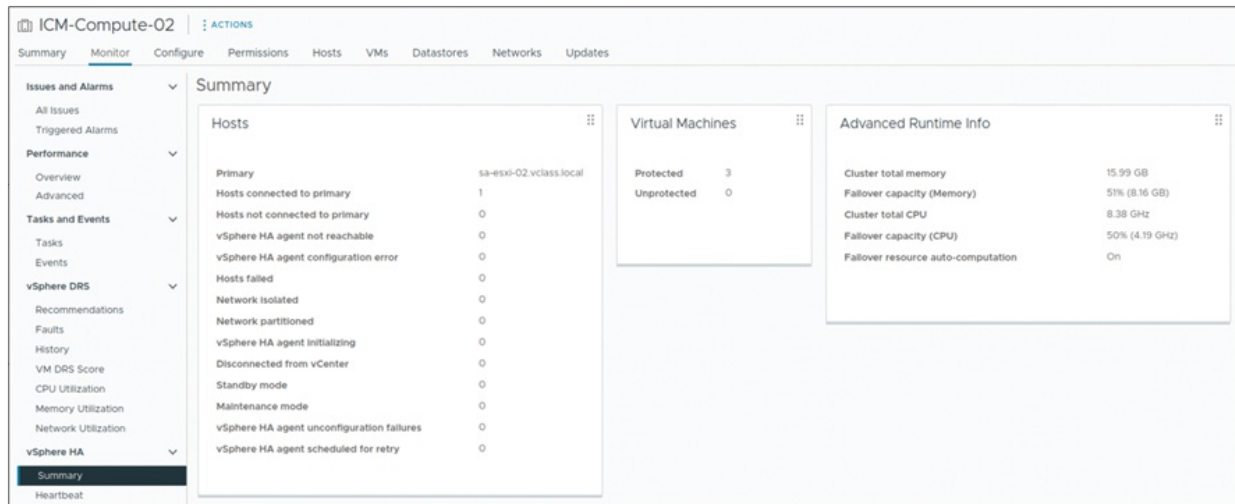 ICM-Compute-02 ACTIONS
Summary Monitor Configure Permissions Hosts VMs Datastores Networks Updates
Issues and Alarms
All Issues
Triggered Alarms
Performance
Overview
Advanced
Tasks and Events
Tasks
Events
vSphere DRS
Recommendations
Faults
History
VM DRS Score
CPU Utilization
Memory Utilization
Network Utilization
vSphere HA
Summary
Heartbeat
Summary
Hosts
Primary sa-esxi-02.vclass.local
Hosts connected to primary 1
Hosts not connected to primary 0
vSphere HA agent not reachable 0
vSphere HA agent configuration error 0
Hosts failed 0
Network isolated 0
Network partitioned 0
vSphere HA agent initializing 0
Disconnected from vCenter 0
Standby mode 0
Maintenance mode 0
vSphere HA agent unconfiguration failures 0
vSphere HA agent scheduled for retry 0
Virtual Machines
Protected 3
Unprotected 0
Advanced Runtime Info
Cluster total memory 15.99 GB
Failover capacity (Memory) 51% (8.16 GB)
Cluster total CPU 8.38 GHz
Failover capacity (CPU) 50% (4.19 GHz)
Failover resource auto-computation On